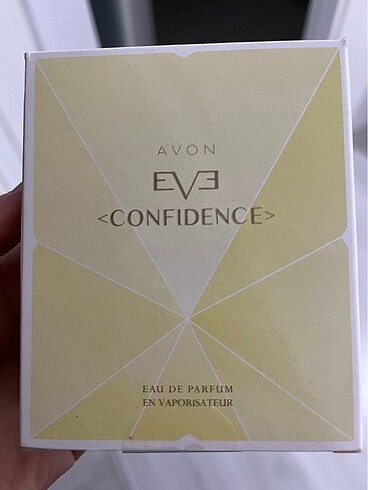 AVON
EVE
<CONFIDENCE>
EAU DE PARFUM
EN VAPORISATEUR